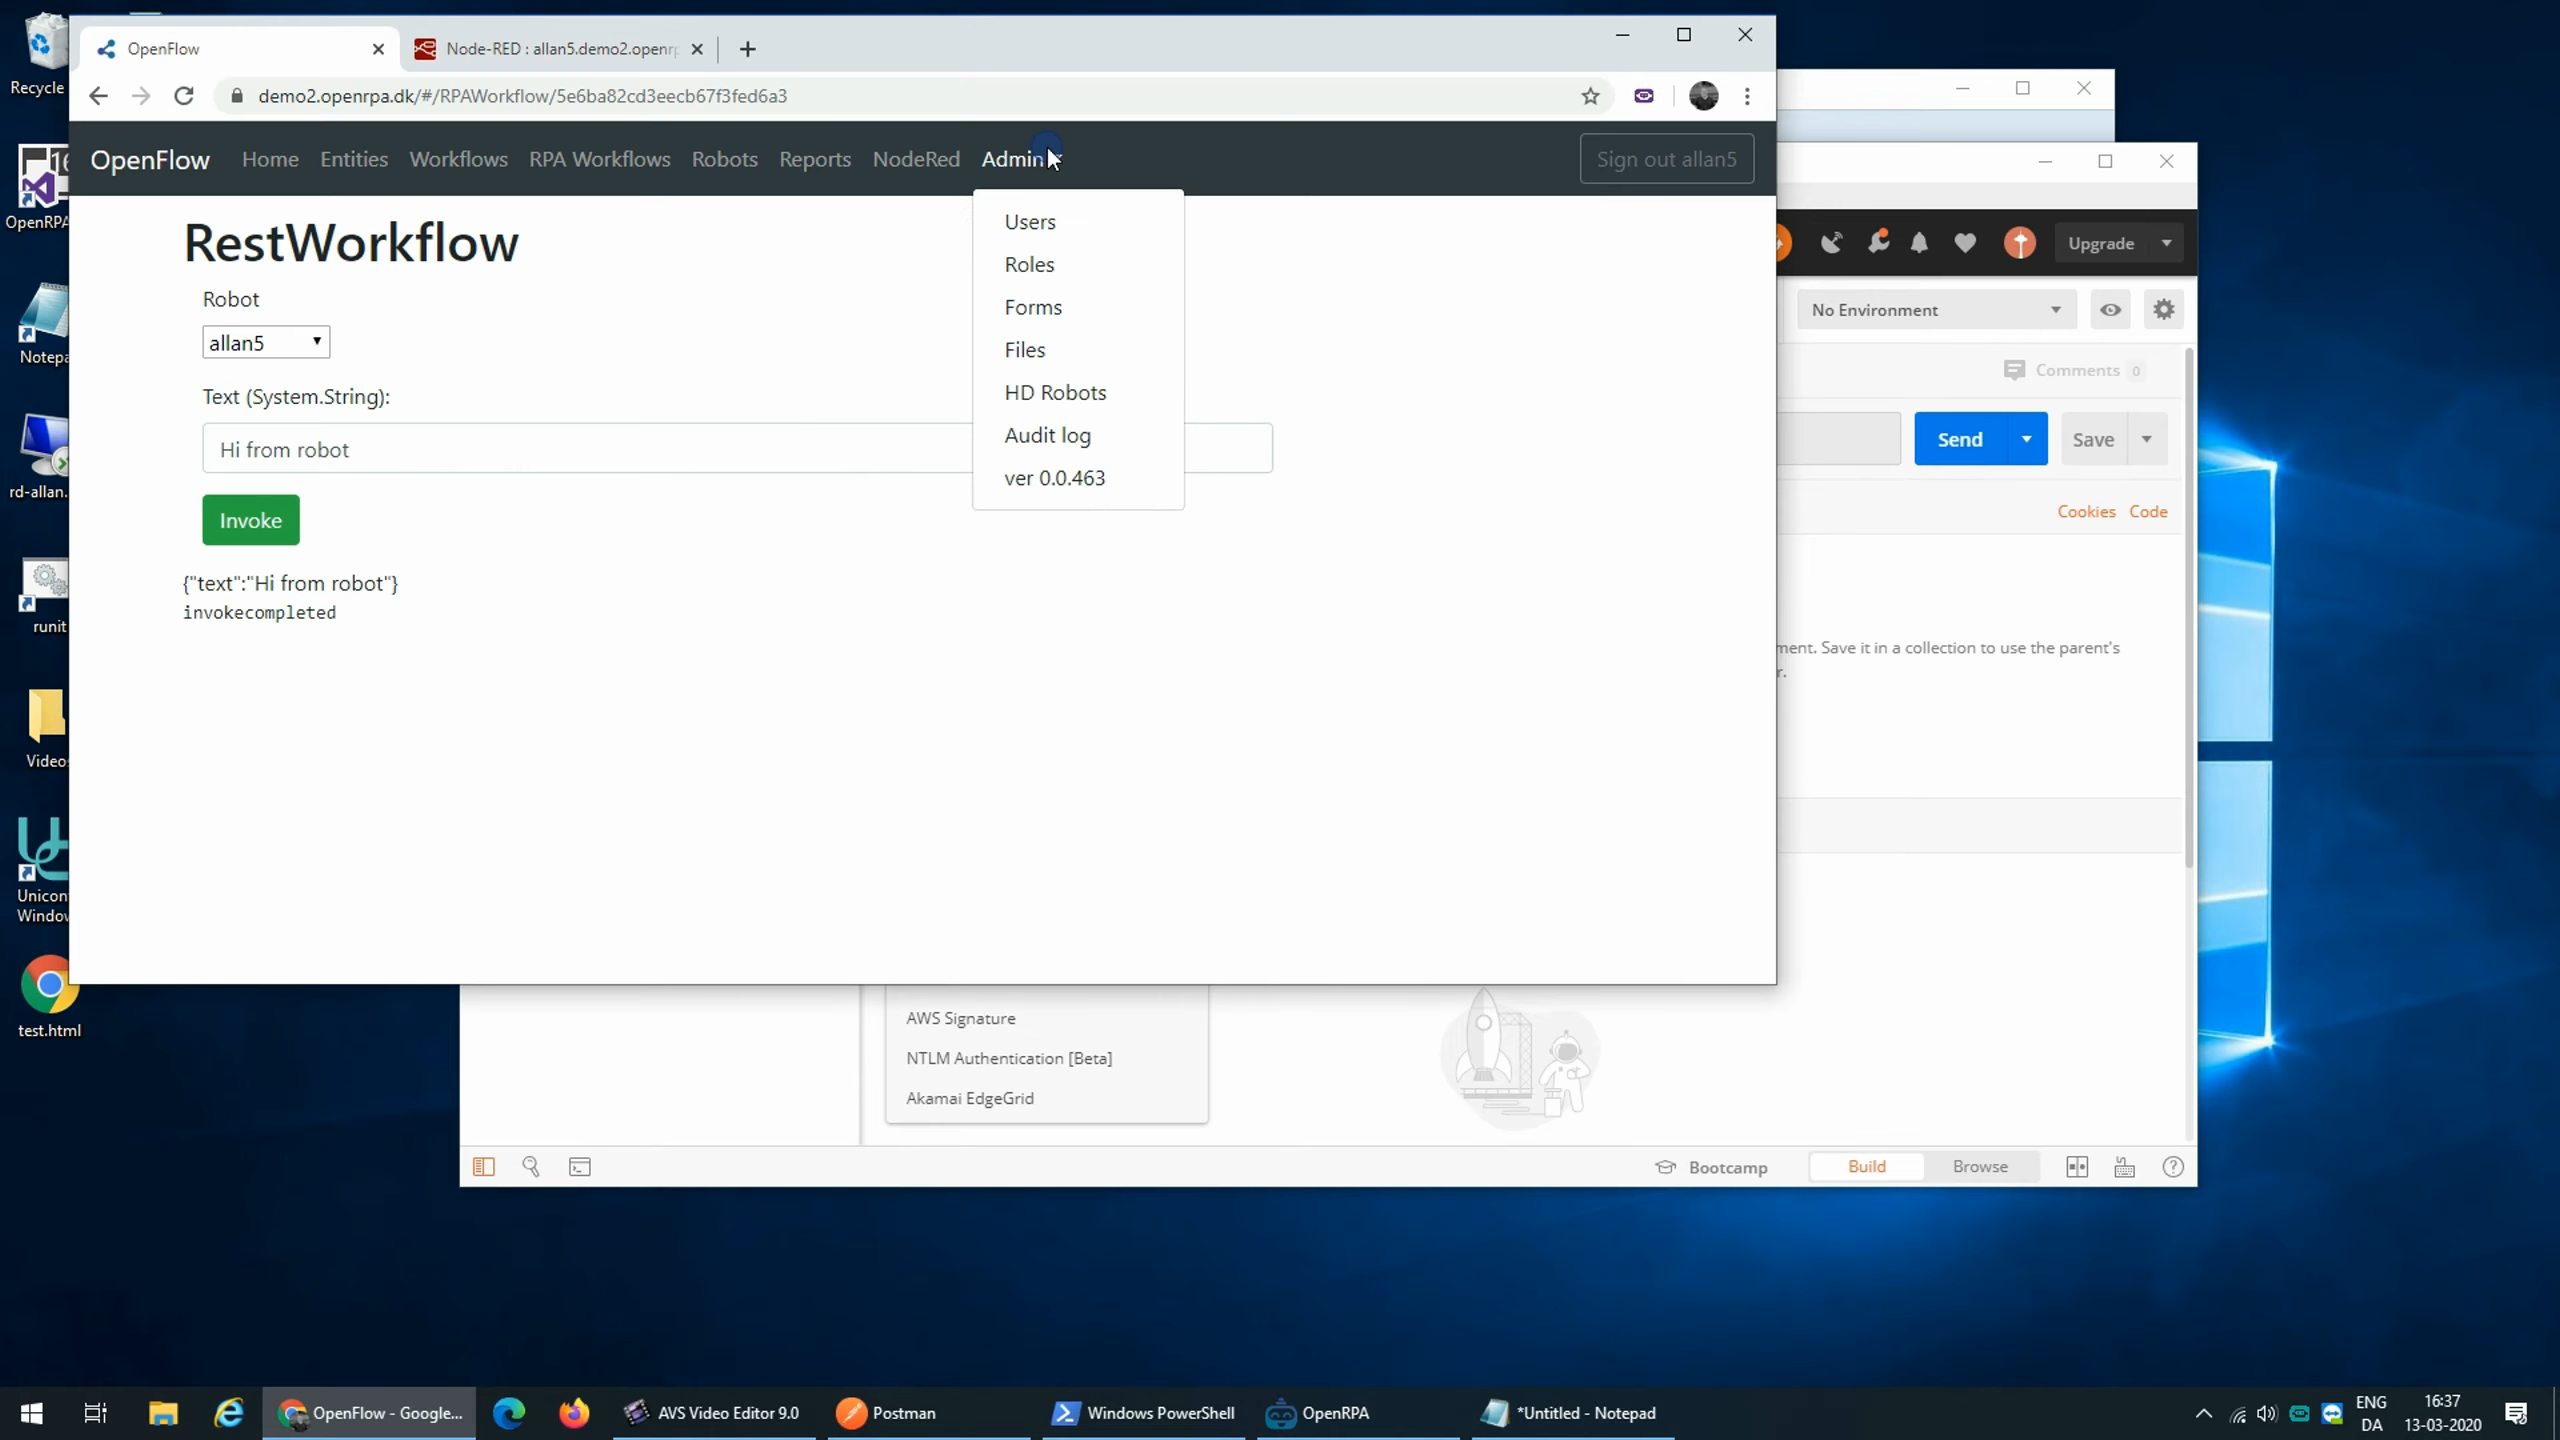 Recycle
OpenRPA
Notepa
rd-allan.
runit
Videos
Unicon
Window
test.html
OpenFlow
Node-RED : allan5.demo2.openrp
demo2.openrpa.dk/#/RPAWorkflow/5e6ba82cd3eecb67f3fed6a3
OpenFlow Home Entities Workflows RPA Workflows Robots Reports NodeRed Admin
Sign out allan5
Users
Roles
Forms
Files
HD Robots
Audit log
ver 0.0.463
RestWorkflow
Robot
allan5
Text (System.String):
Hi from robot
Invoke
{"text":"Hi from robot"}
invokecompleted
Upgrade
No Environment
Comments 0
Send
Save
Cookies Code
ment. Save it in a collection to use the parent's
r.
AWS Signature
NTLM Authentication [Beta]
Akamai EdgeGrid
Bootcamp
Build
Browse
OpenFlow - Google...
AVS Video Editor 9.0
Postman
Windows PowerShell
OpenRPA
*Untitled - Notepad
ENG
DA
16:37
13-03-2020